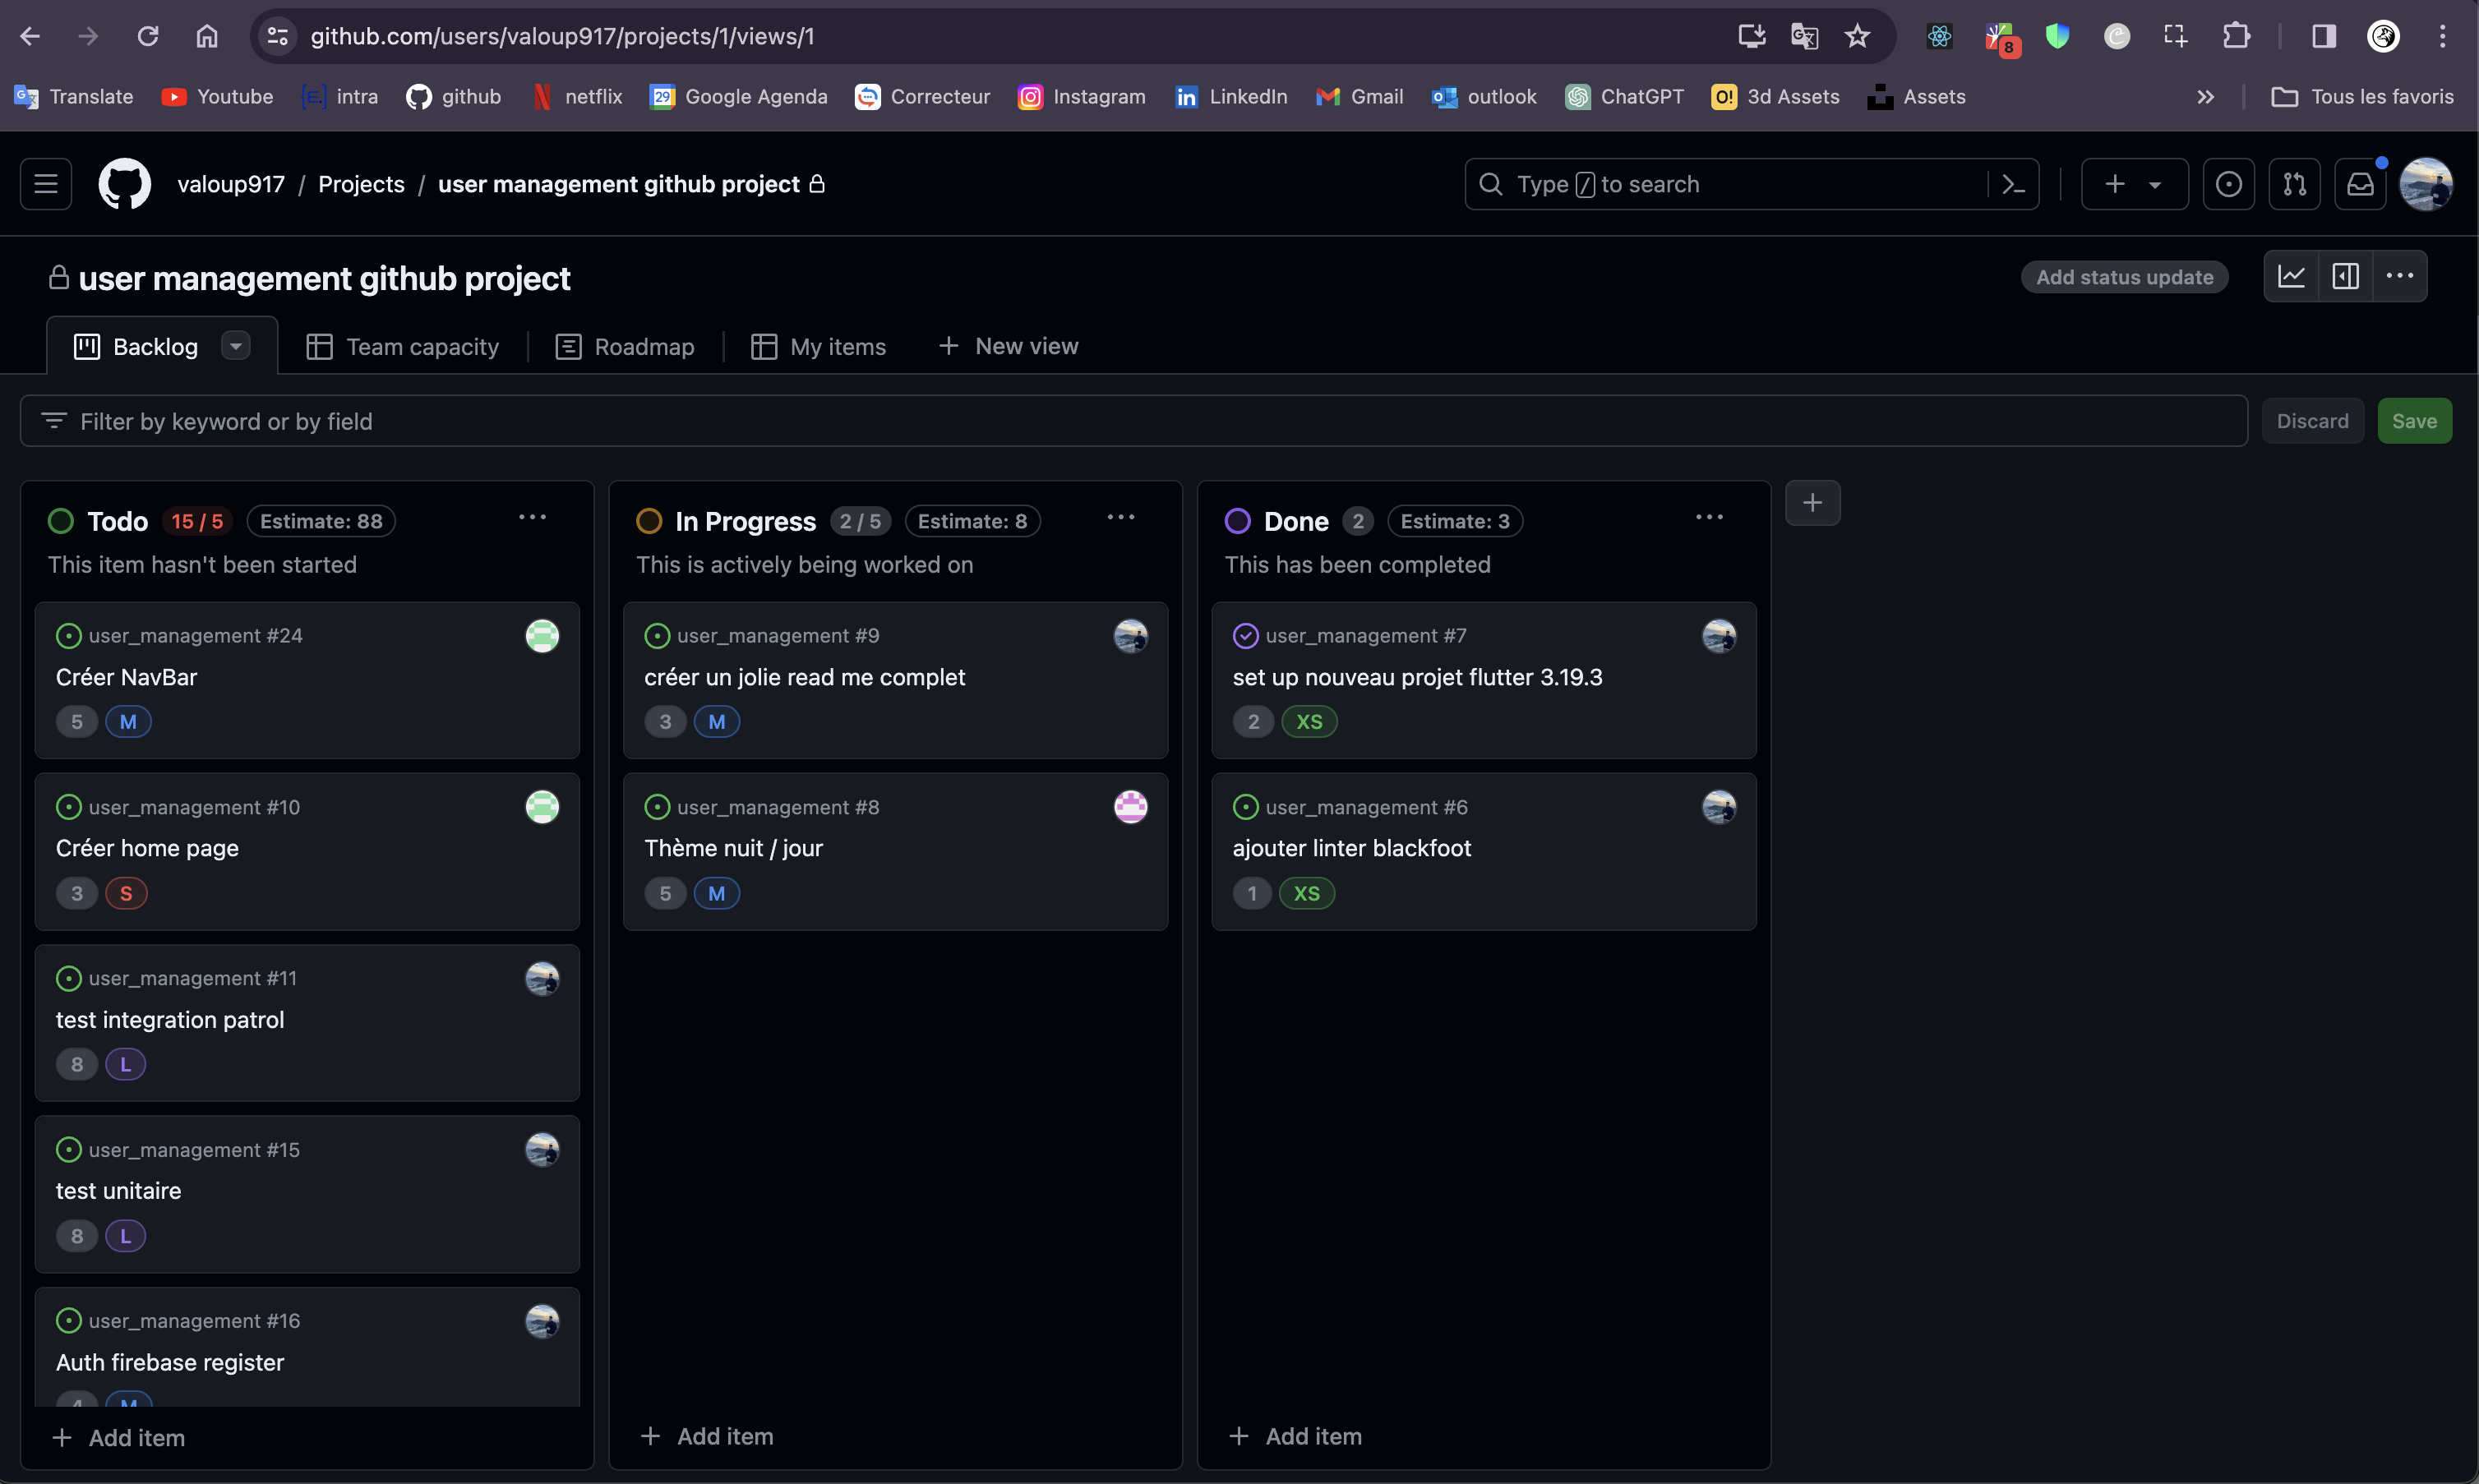 github.com/users/valoup917/projects/1/views/1
8
Translate
Youtube
{E.}
intra
github
netflix
29
Google Agenda
Correcteur
Instagram
in
LinkedIn
Gmail
outlook
ChatGPT
O!
3d Assets
Assets
Tous les favoris
valoup917 / Projects / user management github project
Type / to search
user management github project
Add status update
Backlog
Team capacity
Roadmap
My items
New view
Filter by keyword or by field
Discard
Save
Todo 15 / 5 Estimate: 88
This item hasn't been started
user_management #24
Créer NavBar
5 M
user_management #10
Créer home page
3 S
user_management #11
test integration patrol
8 L
user_management #15
test unitaire
8 L
user_management #16
Auth firebase register
4 M
Add item
In Progress 2 / 5 Estimate: 8
This is actively being worked on
user_management #9
créer un jolie read me complet
3 M
user_management #8
Thème nuit / jour
5 M
Add item
Done 2 Estimate: 3
This has been completed
user_management #7
set up nouveau projet flutter 3.19.3
2 XS
user_management #6
ajouter linter blackfoot
1 XS
Add item